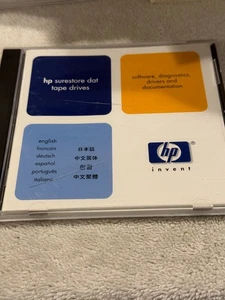 hp surestore dat
tape drives
software, diagnostics,
drivers and
documentation
english
francais
deutsch
español
português
italiano
日本語
中文简体
한글
中文繁體
hp
invent